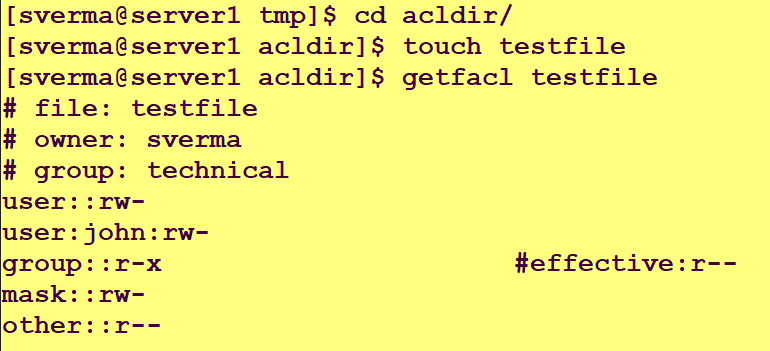 [sverma@server1 tmp]$ cd acldir/
[sverma@server1 acldir]$ touch testfile
[sverma@server1 acldir]$ getfacl testfile
# file: testfile
# owner: sverma
# group: technical
user::rw-
user:john:rw-
group::r-x                      #effective:r--
mask::rw-
other::r--